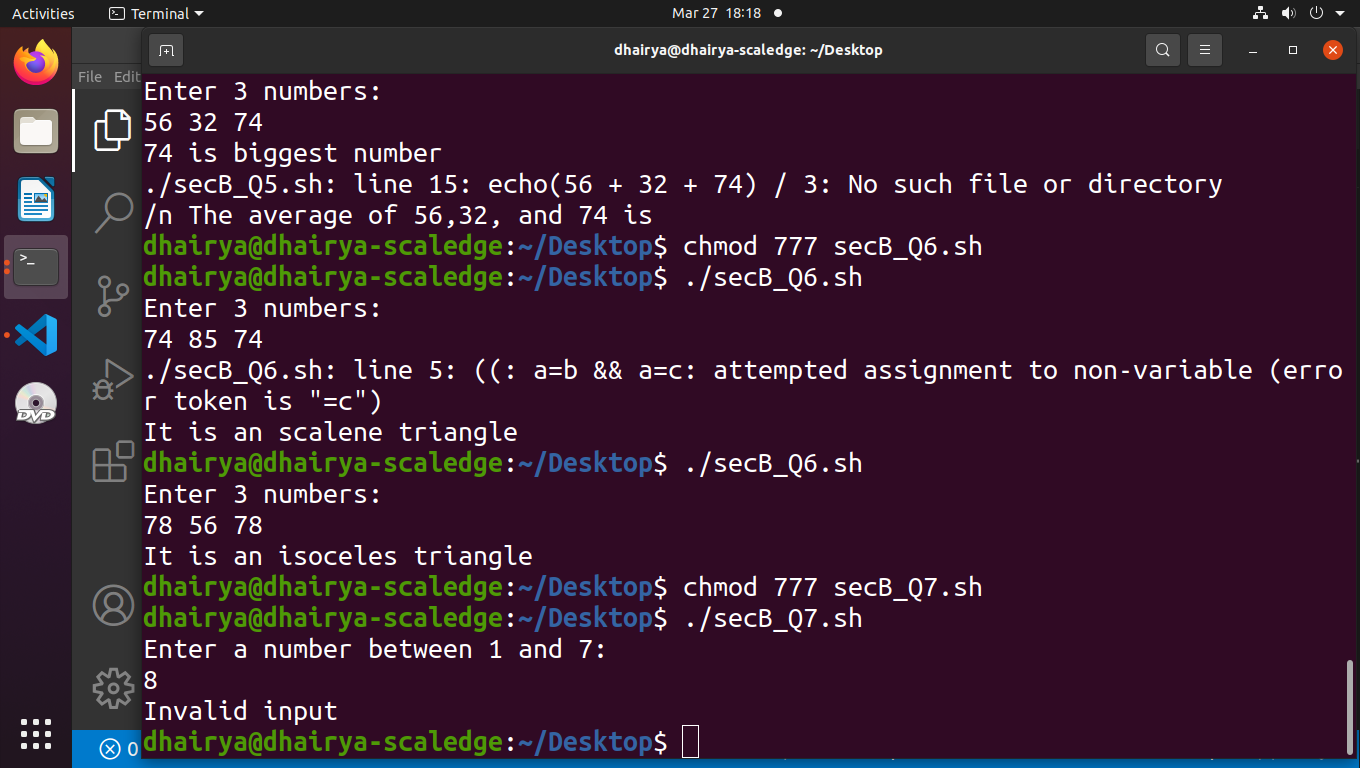 Activities Terminal Mar 27 18:18
dhairya@dhairya-scaledge: ~/Desktop
File Edit
Enter 3 numbers:
56 32 74
74 is biggest number
./secB_Q5.sh: line 15: echo(56 + 32 + 74) / 3: No such file or directory
/n The average of 56,32, and 74 is
dhairya@dhairya-scaledge:~/Desktop$ chmod 777 secB_Q6.sh
dhairya@dhairya-scaledge:~/Desktop$ ./secB_Q6.sh
Enter 3 numbers:
74 85 74
./secB_Q6.sh: line 5: ((: a=b && a=c: attempted assignment to non-variable (erro
r token is "=c")
It is an scalene triangle
dhairya@dhairya-scaledge:~/Desktop$ ./secB_Q6.sh
Enter 3 numbers:
78 56 78
It is an isoceles triangle
dhairya@dhairya-scaledge:~/Desktop$ chmod 777 secB_Q7.sh
dhairya@dhairya-scaledge:~/Desktop$ ./secB_Q7.sh
Enter a number between 1 and 7:
8
Invalid input
dhairya@dhairya-scaledge:~/Desktop$
>_
DVD
0